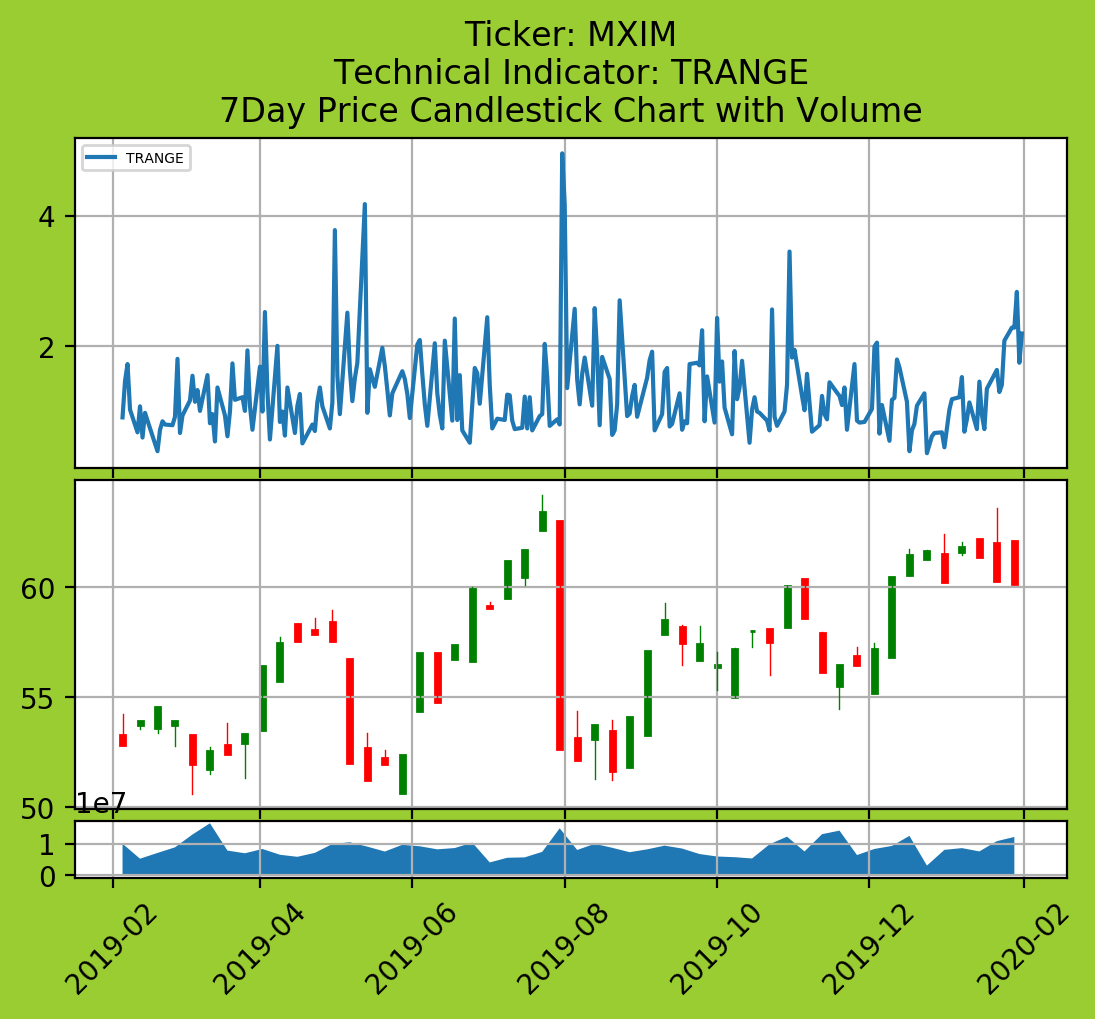 Ticker: MXIM
Technical Indicator: TRANGE
7Day Price Candlestick Chart with Volume
TRANGE
4
2
60
55
50
1e7
1
0
2019-02
2019-04
2019-06
2019-08
2019-10
2019-12
2020-02